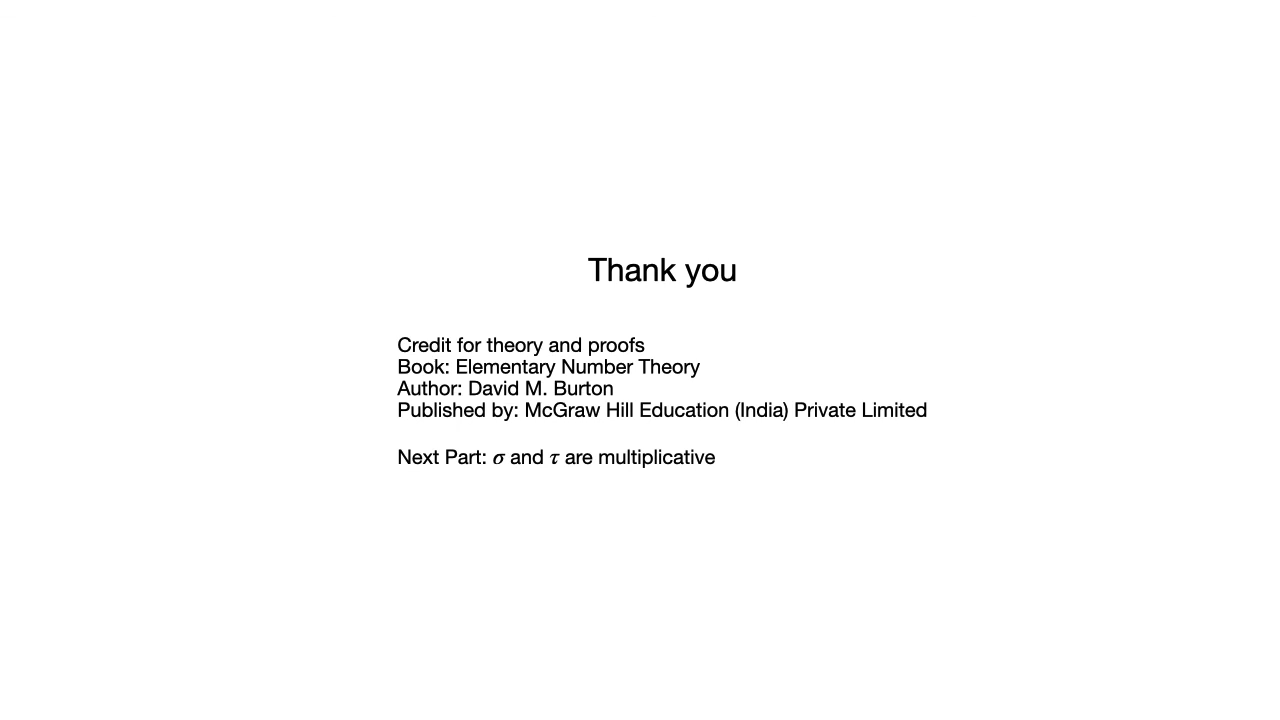 Thank you
Credit for theory and proofs
Book: Elementary Number Theory
Author: David M. Burton
Published by: McGraw Hill Education (India) Private Limited
Next Part: 𝜎 and 𝜏 are multiplicative